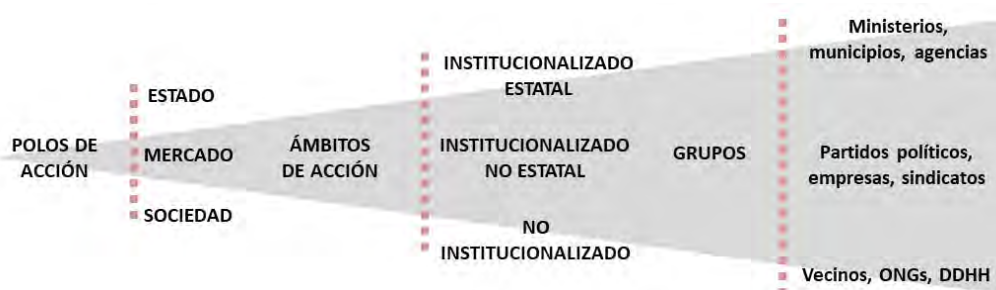 POLOS DE
ACCIÓN
ESTADO
MERCADO
SOCIEDAD
ÁMBITOS
DE ACCIÓN
INSTITUCIONALIZADO
ESTATAL
INSTITUCIONALIZADO
NO ESTATAL
NO
INSTITUCIONALIZADO
GRUPOS
Ministerios,
municipios, agencias
Partidos políticos,
empresas, sindicatos
Vecinos, ONGs, DDHH